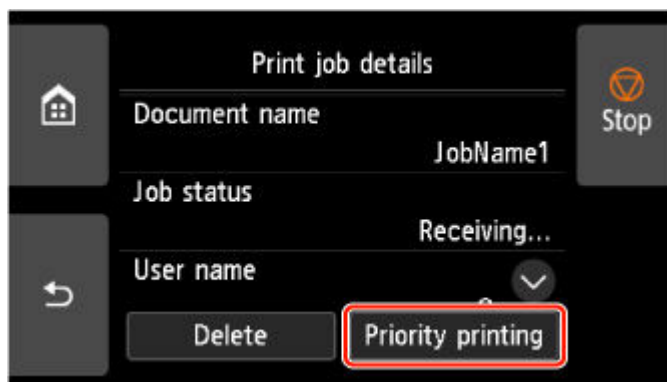 Print job details
Stop
Document name
JobName1
Job status
Receiving...
User name
Delete
Priority printing